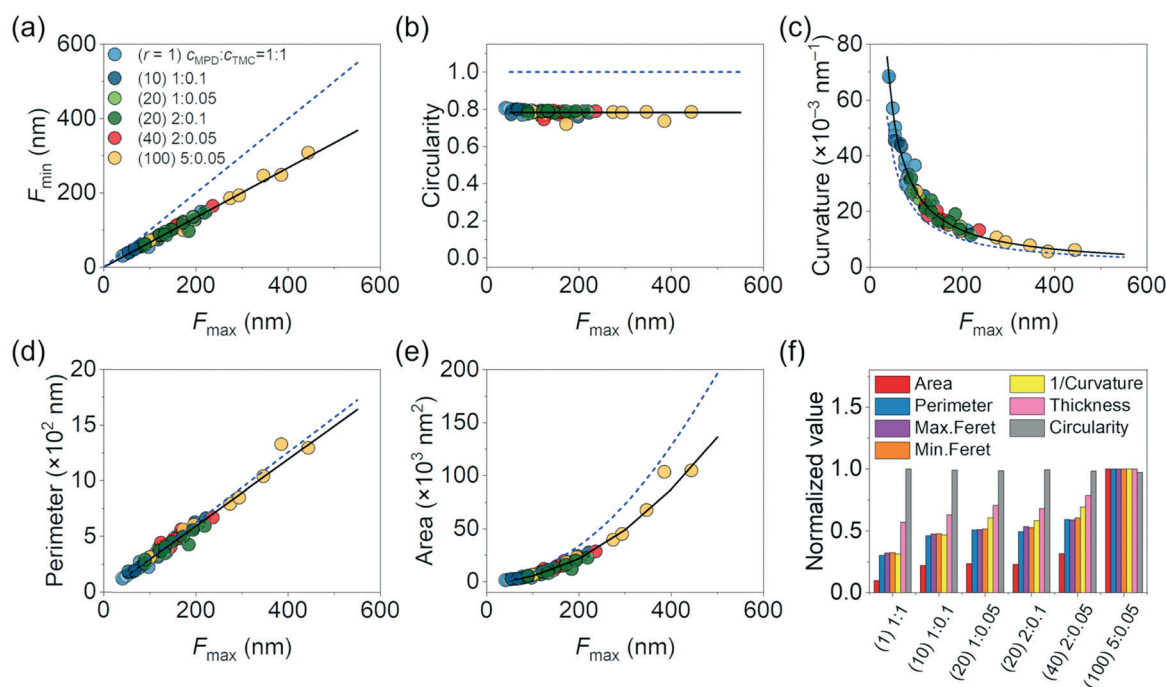 (a)
600
400
200
0
F_min (nm)
(r = 1) c_MPD:c_TMC=1:1
(10) 1:0.1
(20) 1:0.05
(20) 2:0.1
(40) 2:0.05
(100) 5:0.05
0 200 400 600
F_max (nm)
(b)
1.0
0.8
0.6
0.4
0.2
0.0
Circularity
0 200 400 600
F_max (nm)
(c)
80
60
40
20
0
Curvature (×10⁻³ nm⁻¹)
0 200 400 600
F_max (nm)
(d)
20
15
10
5
0
Perimeter (×10² nm)
0 200 400 600
F_max (nm)
(e)
200
150
100
50
0
Area (×10³ nm²)
0 200 400 600
F_max (nm)
(f)
Normalized value
1.5
1.0
0.5
0.0
Area
Perimeter
Max.Feret
Min.Feret
1/Curvature
Thickness
Circularity
(1) 1:1
(10) 1:0.1
(20) 1:0.05
(20) 2:0.1
(40) 2:0.05
(100) 5:0.05